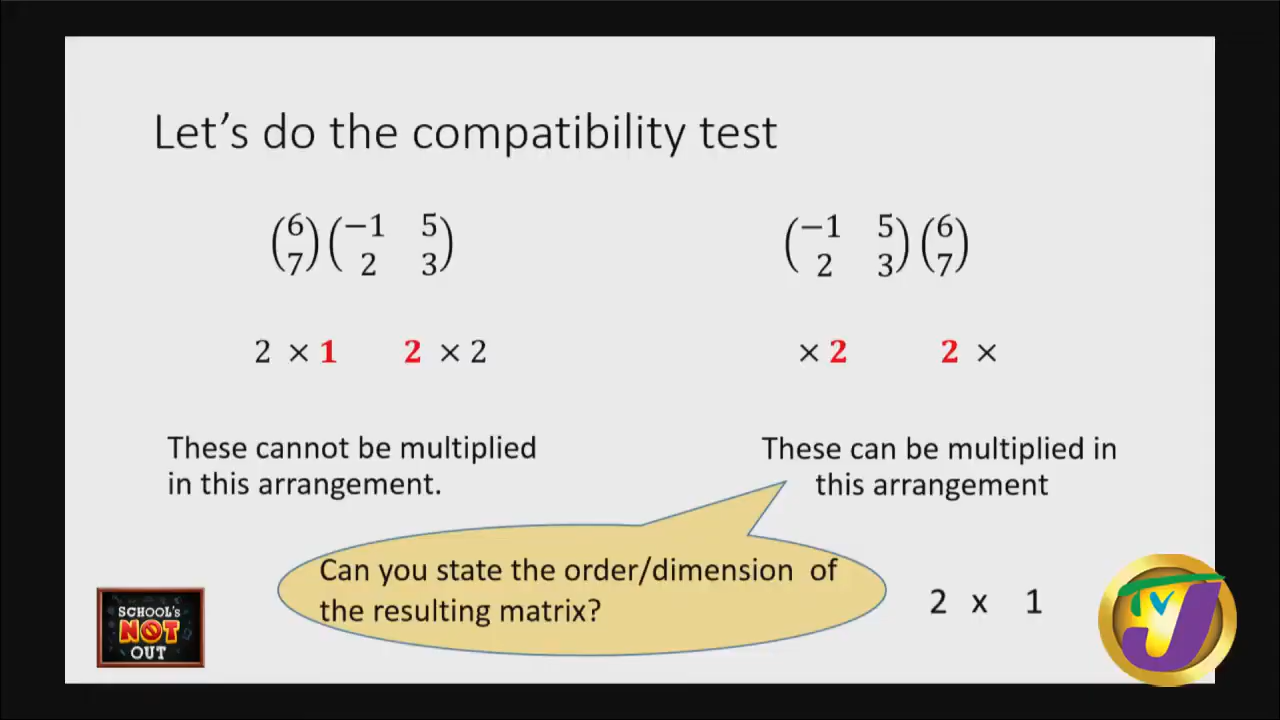 Let's do the compatibility test
(6 7) (−1 5 2 3)
(−1 5 2 3) (6 7)
2 × 1 2 × 2
× 2 2 ×
These cannot be multiplied
in this arrangement.
These can be multiplied in
this arrangement
Can you state the order/dimension of
the resulting matrix?
2 x 1
SCHOOL'S
NOT
OUT
TVJ